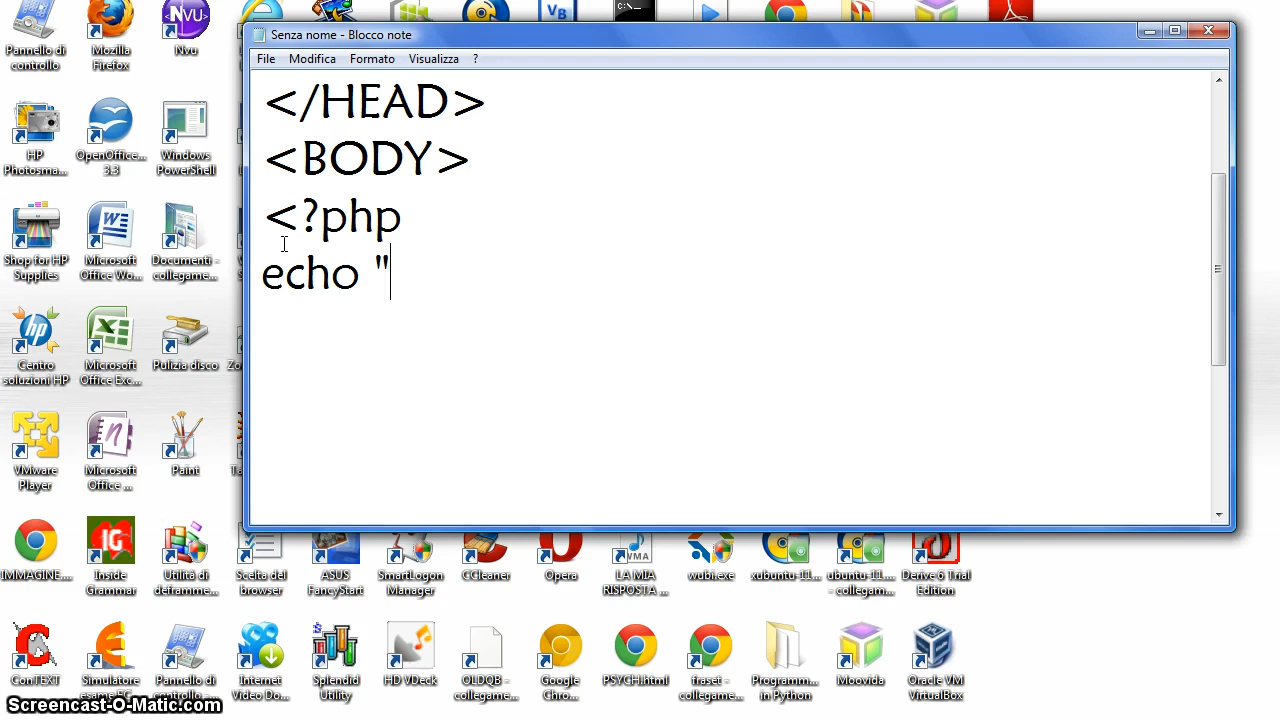 Senza nome - Blocco note
File Modifica Formato Visualizza ?
</HEAD>
<BODY>
<?php
echo "
Pannello di controllo
Mozilla Firefox
Nvu
HP Photosma...
OpenOffice... 3.3
Windows PowerShell
Shop for HP Supplies
Microsoft Office Wo...
Documenti - collegame...
Centro soluzioni HP
Microsoft Office Exc...
Pulizia disco
VMware Player
Microsoft Office ...
Paint
IMMAGINE....
Inside Grammar
Utilità di deframme...
Scelta del browser
ASUS FancyStart
SmartLogon Manager
CCleaner
Opera
LA MIA RISPOSTA ...
wubi.exe
xubuntu-11....
ubuntu-11.... - collegam...
Derive 6 Trial Edition
ConTEXT
Simulatore esame EC...
Pannello di controllo -...
Internet Video Do...
Splendid Utility
HD VDeck
OLDQB - collegame...
Google Chro...
PSYCH.html
fraset - collegame...
Programm... in Python
Moovida
Oracle VM VirtualBox
Screencast-O-Matic.com